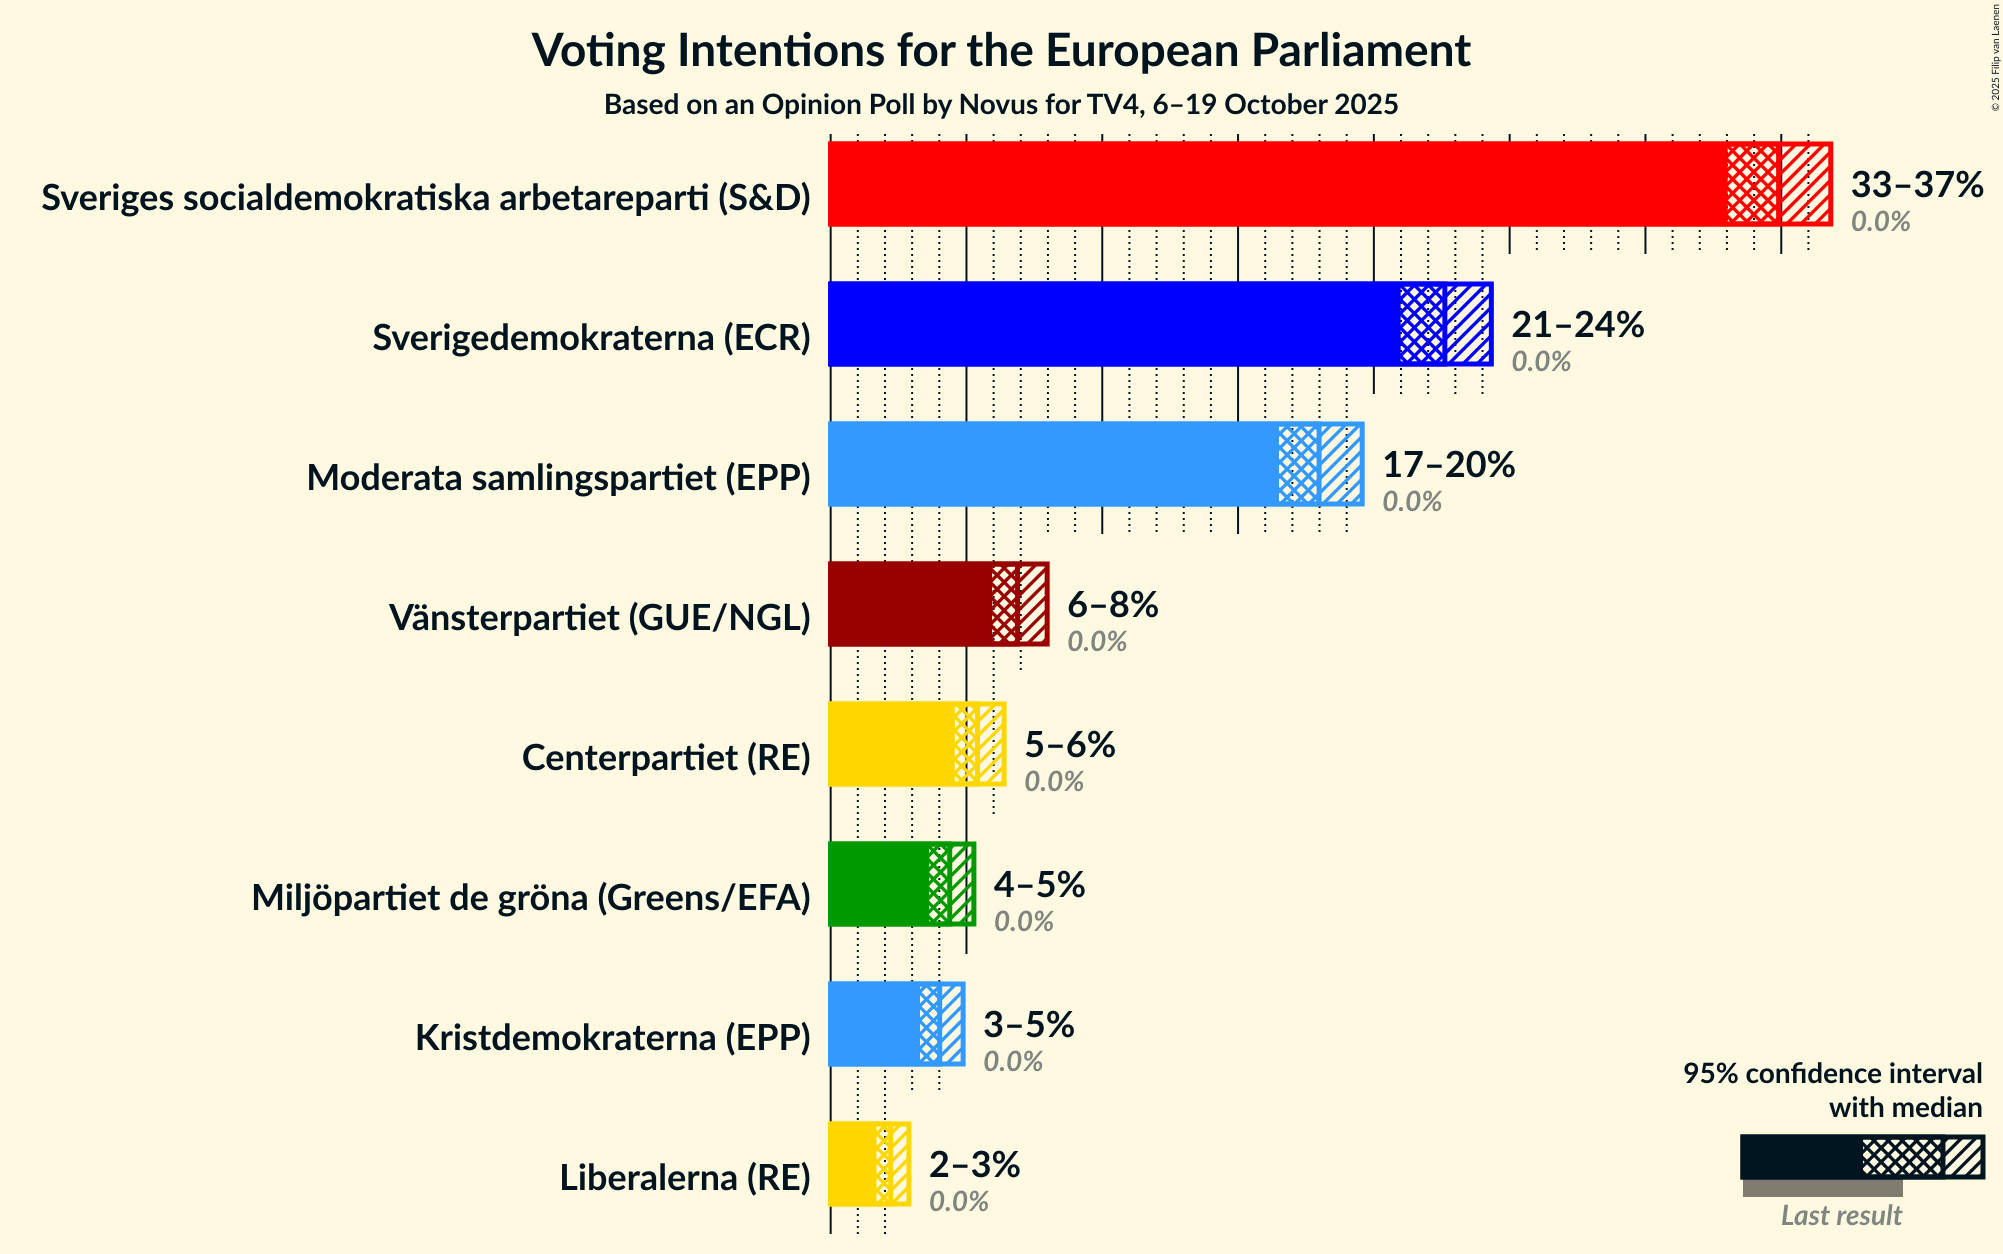 Voting Intentions for the European Parliament
Based on an Opinion Poll by Novus for TV4, 6–19 October 2025
© 2025 Filip van Laenen
Sveriges socialdemokratiska arbetareparti (S&D)
33–37%
0.0%
Sverigedemokraterna (ECR)
21–24%
0.0%
Moderata samlingspartiet (EPP)
17–20%
0.0%
Vänsterpartiet (GUE/NGL)
6–8%
0.0%
Centerpartiet (RE)
5–6%
0.0%
Miljöpartiet de gröna (Greens/EFA)
4–5%
0.0%
Kristdemokraterna (EPP)
3–5%
0.0%
Liberalerna (RE)
2–3%
0.0%
95% confidence interval
with median
Last result